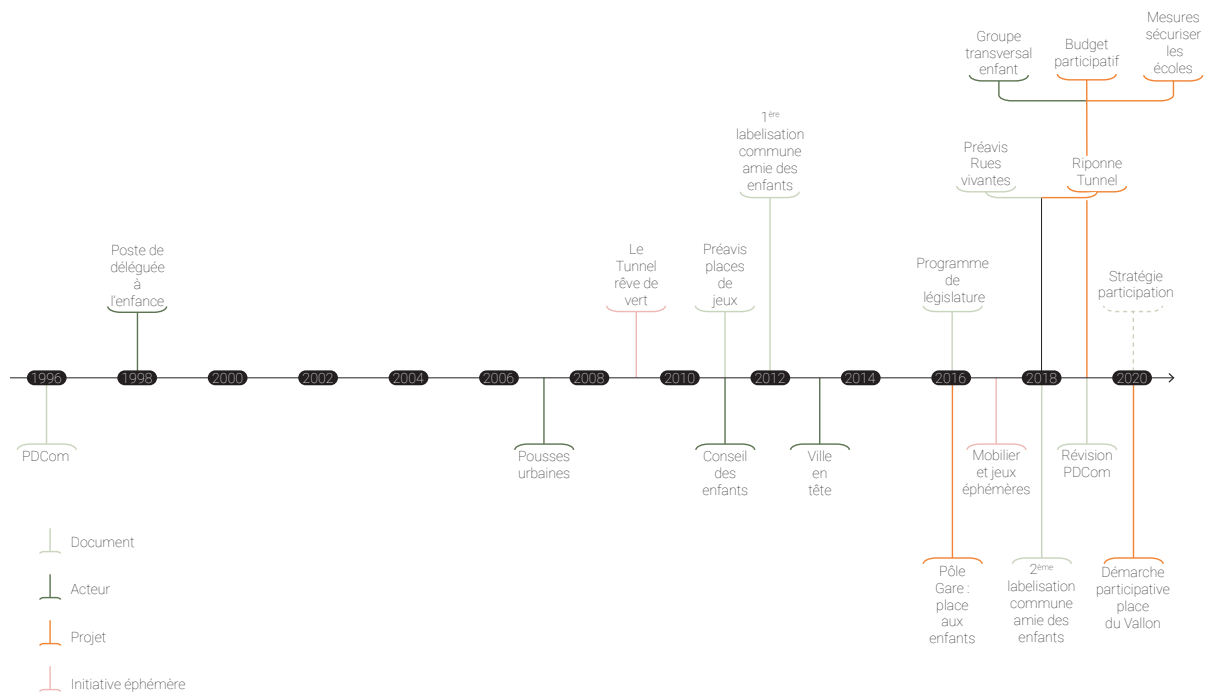 Groupe
transversal
enfant
Budget
participatif
Mesures
sécuriser
les
écoles
1ère
labelisation
commune
amie des
enfants
Préavis
Rues
vivantes
Riponne
Tunnel
Poste de
déléguée
à
l'enfance
Le
Tunnel
rêve de
vert
Préavis
places
de
jeux
Programme
de
législature
Stratégie
participation
1996
1998
2000
2002
2004
2006
2008
2010
2012
2014
2016
2018
2020
PDCom
Pousses
urbaines
Conseil
des
enfants
Ville
en
tête
Mobilier
et jeux
éphémères
Révision
PDCom
Pôle
Gare :
place
aux
enfants
2ème
labelisation
commune
amie des
enfants
Démarche
participative
place
du Vallon
Document
Acteur
Projet
Initiative éphémère